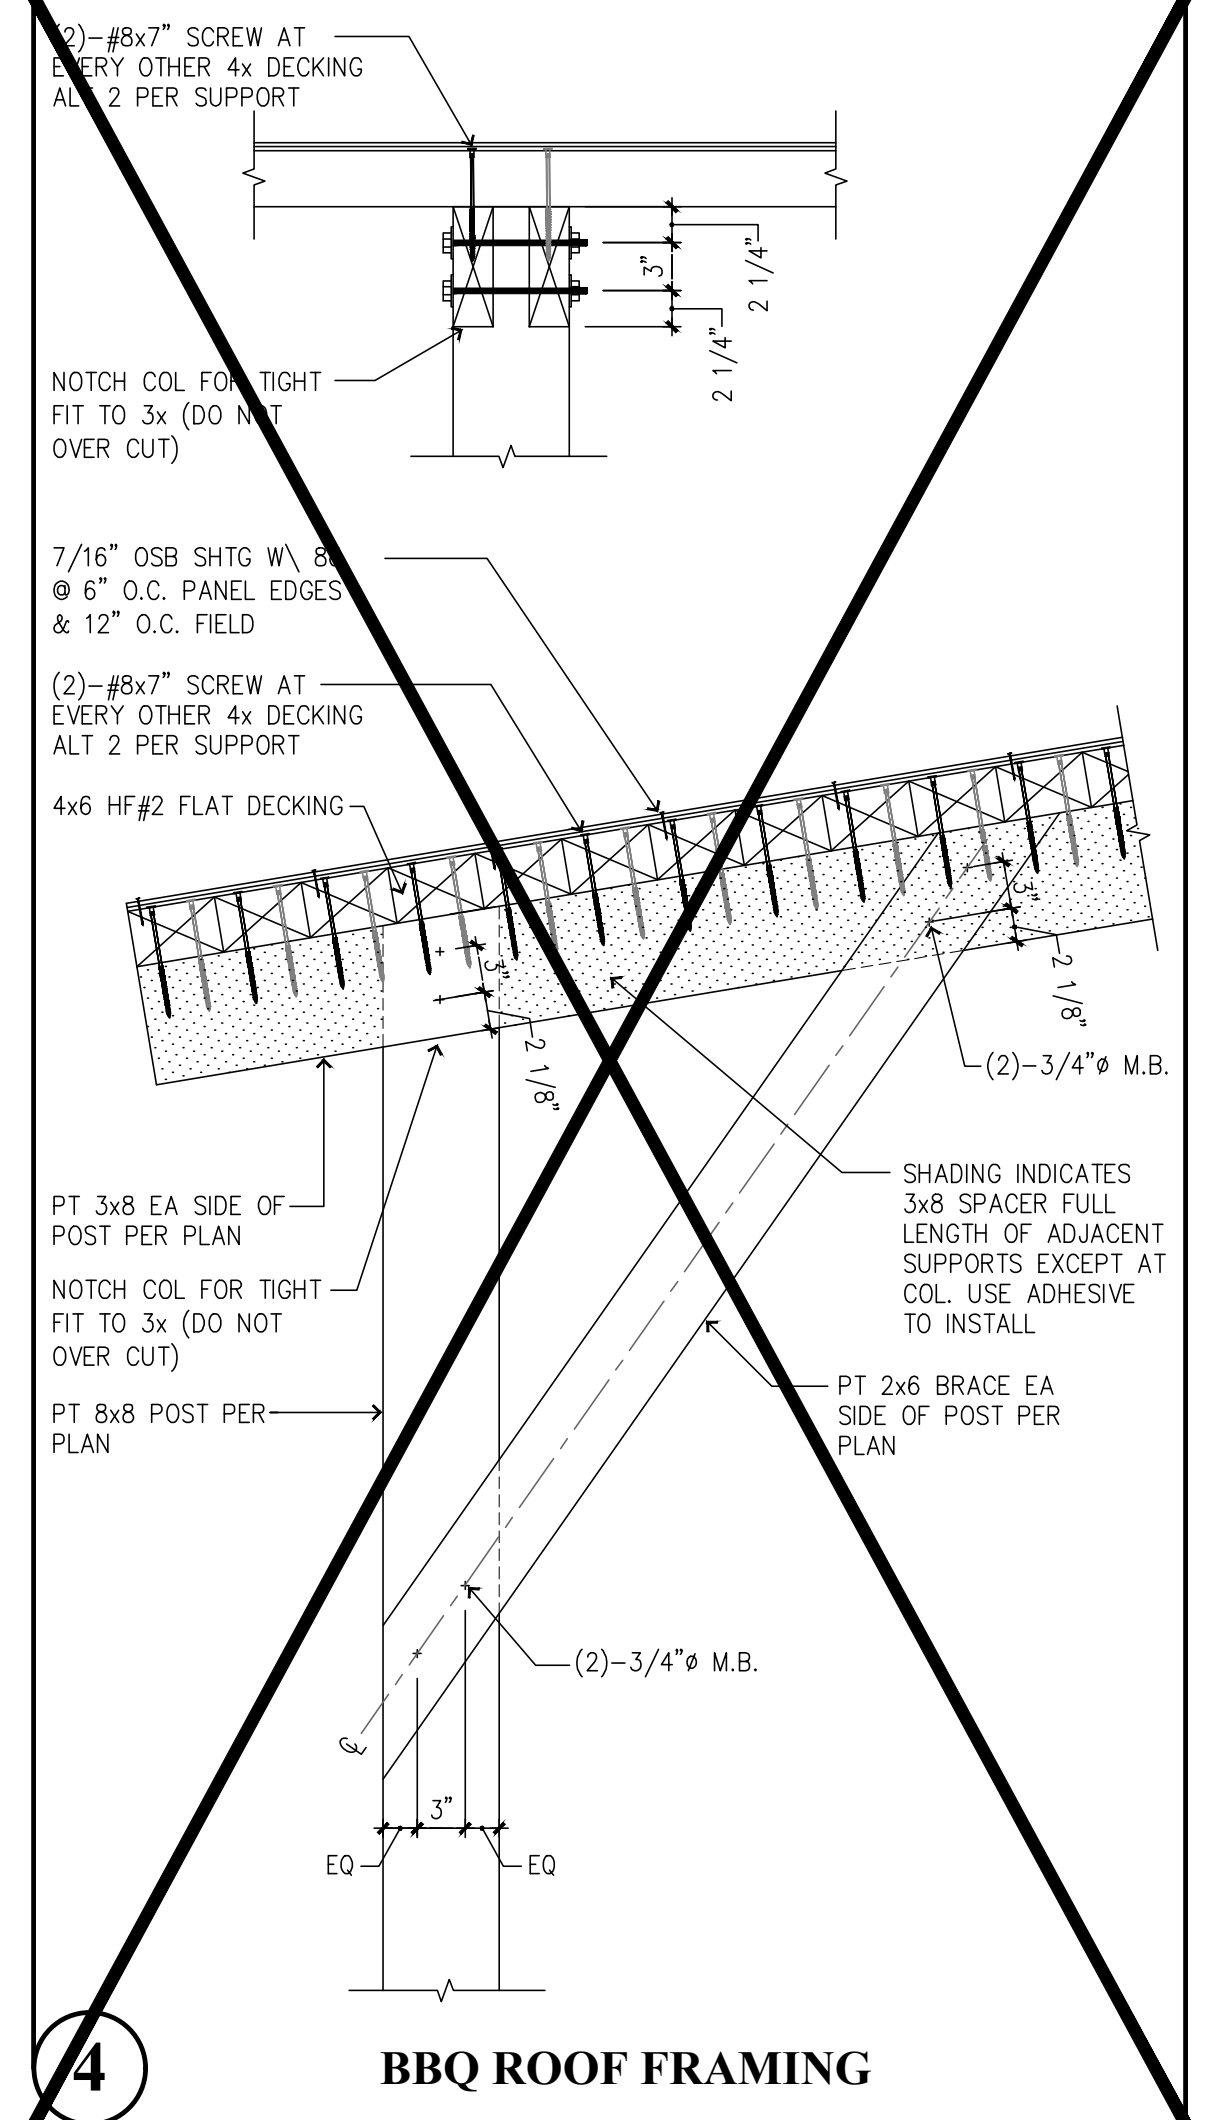 (2)-#8x7" SCREW AT
EVERY OTHER 4x DECKING
ALT 2 PER SUPPORT
2 1/4"
3"
2 1/4"
NOTCH COL FOR TIGHT
FIT TO 3x (DO NOT
OVER CUT)
7/16" OSB SHTG W\
@ 6" O.C. PANEL EDGES
& 12" O.C. FIELD
(2)-#8x7" SCREW AT
EVERY OTHER 4x DECKING
ALT 2 PER SUPPORT
4x6 HF#2 FLAT DECKING
3"
2 1/8"
3"
2 1/8"
(2)-3/4"ø M.B.
PT 3x8 EA SIDE OF
POST PER PLAN
NOTCH COL FOR TIGHT
FIT TO 3x (DO NOT
OVER CUT)
PT 8x8 POST PER
PLAN
SHADING INDICATES
3x8 SPACER FULL
LENGTH OF ADJACENT
SUPPORTS EXCEPT AT
COL. USE ADHESIVE
TO INSTALL
PT 2x6 BRACE EA
SIDE OF POST PER
PLAN
(2)-3/4"ø M.B.
℄
3"
EQ
EQ
4
BBQ ROOF FRAMING